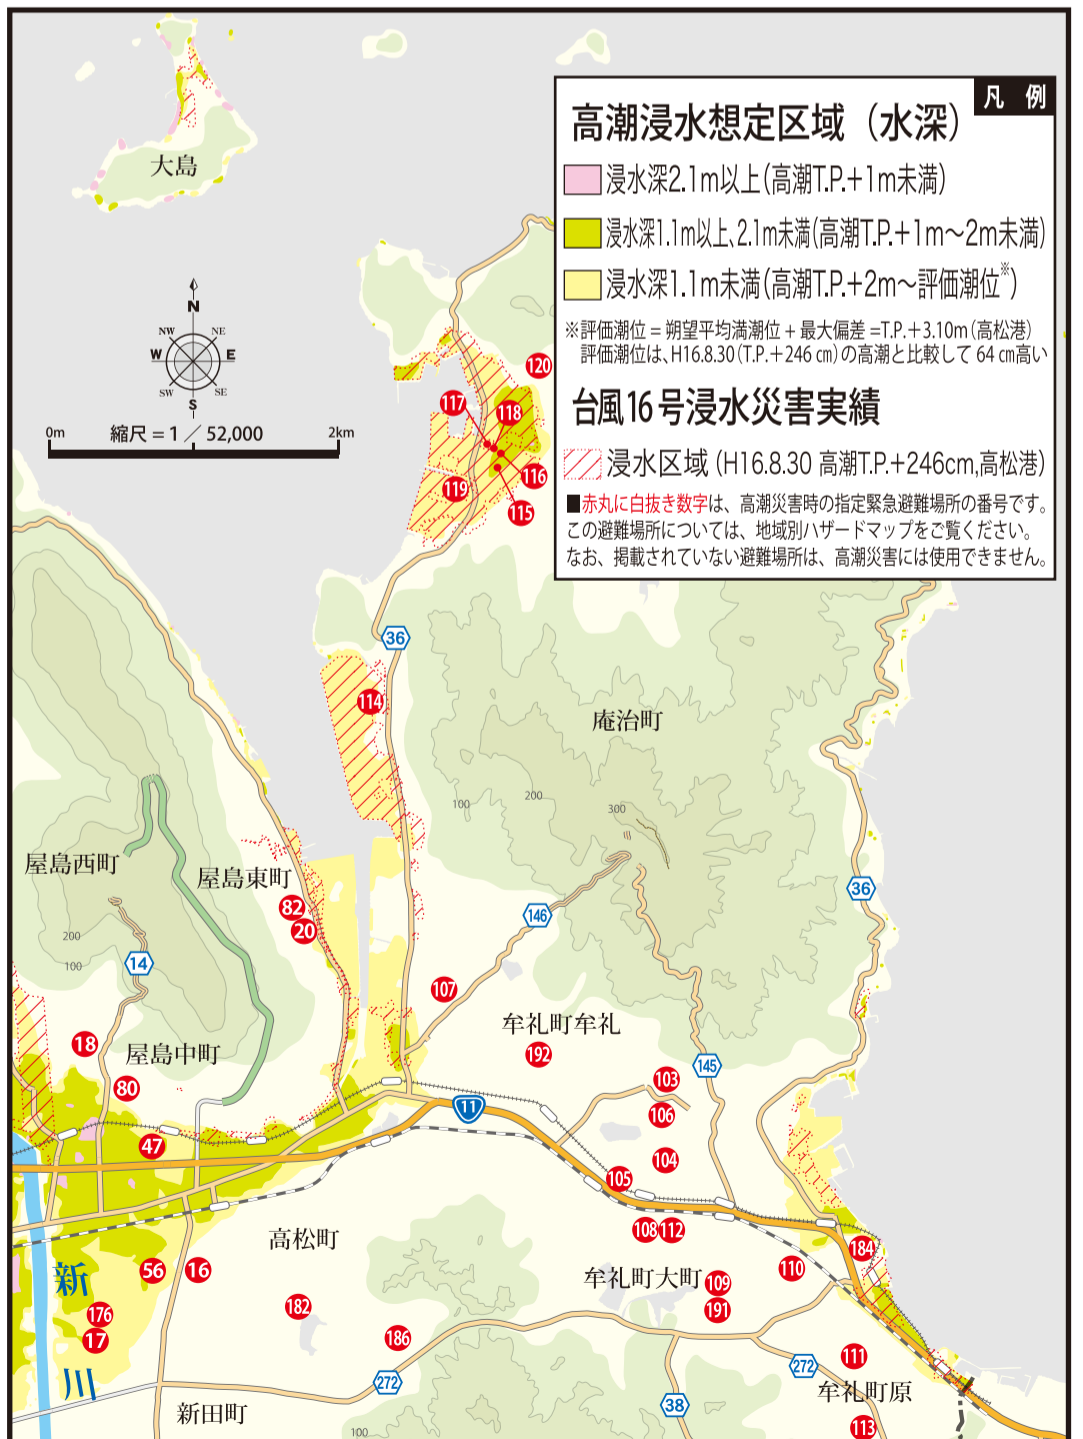 凡 例
高潮浸水想定区域（水深）
浸水深2.1m以上(高潮T.P.+1m未満)
浸水深1.1m以上、2.1m未満(高潮T.P.+1m～2m未満)
浸水深1.1m未満(高潮T.P.+2m～評価潮位※)
※評価潮位 = 朔望平均満潮位 + 最大偏差 =T.P.+3.10m（高松港）
評価潮位は、H16.8.30（T.P.+246 ㎝）の高潮と比較して 64 ㎝高い
台風16号浸水災害実績
浸水区域（H16.8.30 高潮T.P.+246cm,高松港）
■赤丸に白抜き数字は、高潮災害時の指定緊急避難場所の番号です。
この避難場所については、地域別ハザードマップをご覧ください。
なお、掲載されていない避難場所は、高潮災害には使用できません。
大島
N
NW NE
W E
SW SE
S
0m 縮尺＝1 ／ 52,000 2km
120
117
118
116
119
115
36
114
庵治町
100
200
300
屋島西町
屋島東町
82
20
36
146
200
100
14
107
牟礼町牟礼
192
18
屋島中町
80
145
103
106
11
47
104
105
108
112
高松町
184
110
牟礼町大町
109
191
56
16
新川
176
17
182
186
272
272
111
牟礼町原
38
113
新田町
100